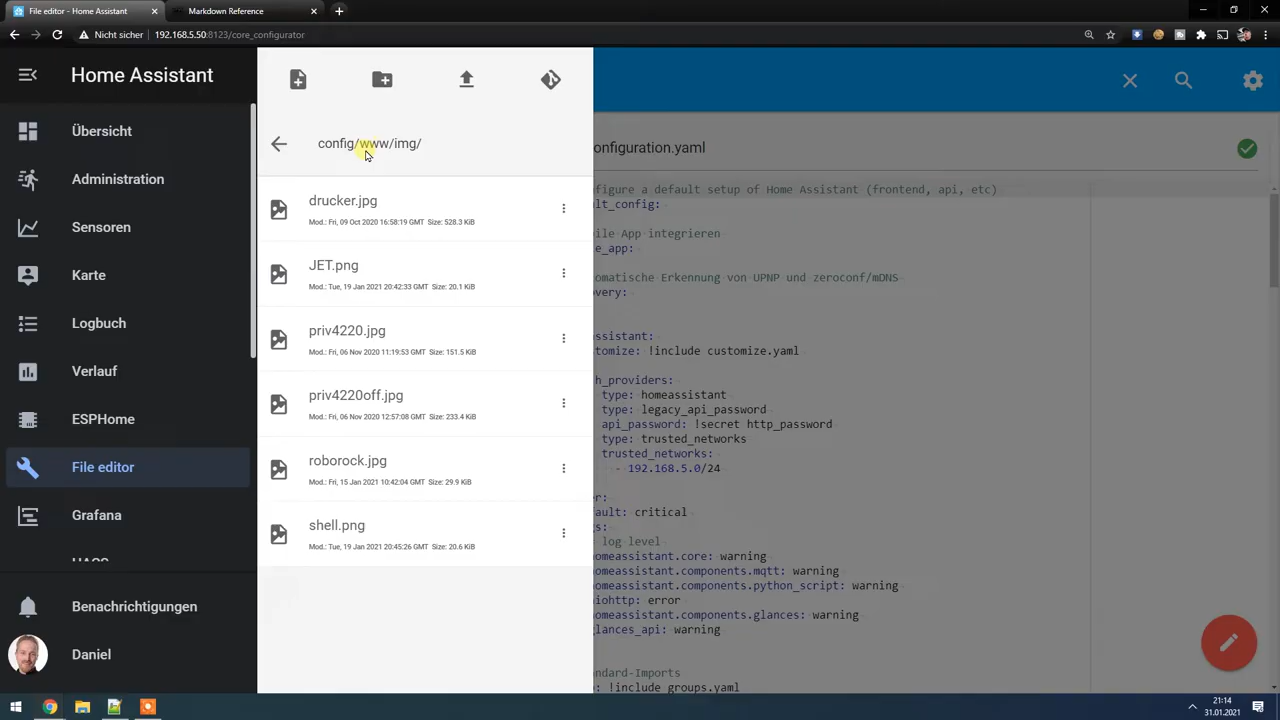 File editor - Home Assistant
Markdown Reference
Nicht sicher
192.168.5.50:8123/core_configurator
Home Assistant
Übersicht
Administration
Sensoren
Karte
Logbuch
Verlauf
ESPHome
File editor
Grafana
HACS
Benachrichtigungen
Daniel
config/www/img/
drucker.jpg
Mod.: Fri, 09 Oct 2020 16:58:19 GMT Size: 528.3 KiB
JET.png
Mod.: Tue, 19 Jan 2021 20:42:33 GMT Size: 20.1 KiB
priv4220.jpg
Mod.: Fri, 06 Nov 2020 11:19:53 GMT Size: 151.5 KiB
priv4220off.jpg
Mod.: Fri, 06 Nov 2020 12:57:08 GMT Size: 233.4 KiB
roborock.jpg
Mod.: Fri, 15 Jan 2021 10:42:04 GMT Size: 29.9 KiB
shell.png
Mod.: Tue, 19 Jan 2021 20:45:26 GMT Size: 20.6 KiB
onfiguration.yaml
figure a default setup of Home Assistant (frontend, api, etc)
ult_config:
ile App integrieren
le_app:
omatische Erkennung von UPNP und zeroconf/mDNS
overy:
assistant:
stomize: !include customize.yaml
h_providers:
type: homeassistant
type: legacy_api_password
api_password: !secret http_password
type: trusted_networks
trusted_networks:
- 192.168.5.0/24
er:
ault: critical
s:
log level
omeassistant.core: warning
omeassistant.components.mqtt: warning
omeassistant.components.python_script: warning
iohttp: error
omeassistant.components.glances: warning
lances_api: warning
tandard-Imports
: !include groups.yaml
21:14
31.01.2021